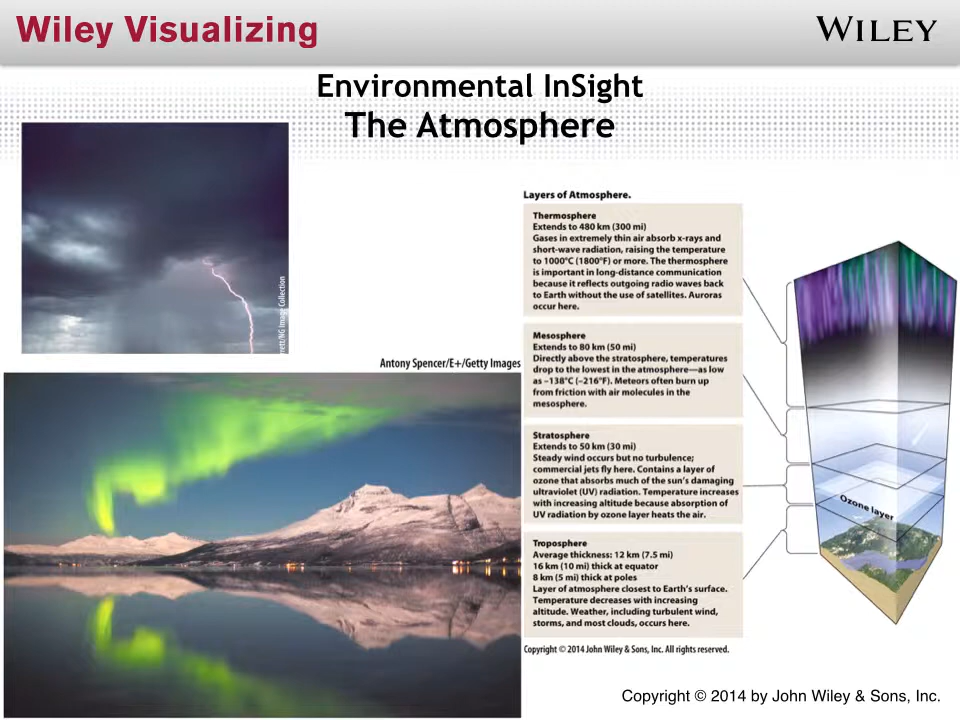 Wiley Visualizing
WILEY
Environmental InSight
The Atmosphere
Image Collection
Antony Spencer/E+/Getty Images
Layers of Atmosphere.
Thermosphere
Extends to 480 km (300 mi)
Gases in extremely thin air absorb x-rays and
short-wave radiation, raising the temperature
to 1000°C (1800°F) or more. The thermosphere
is important in long-distance communication
because it reflects outgoing radio waves back
to Earth without the use of satellites. Auroras
occur here.
Mesosphere
Extends to 80 km (50 mi)
Directly above the stratosphere, temperatures
drop to the lowest in the atmosphere—as low
as –138°C (–216°F). Meteors often burn up
from friction with air molecules in the
mesosphere.
Stratosphere
Extends to 50 km (30 mi)
Steady wind occurs but no turbulence;
commercial jets fly here. Contains a layer of
ozone that absorbs much of the sun's damaging
ultraviolet (UV) radiation. Temperature increases
with increasing altitude because absorption of
UV radiation by ozone layer heats the air.
Troposphere
Average thickness: 12 km (7.5 mi)
16 km (10 mi) thick at equator
8 km (5 mi) thick at poles
Layer of atmosphere closest to Earth's surface.
Temperature decreases with increasing
altitude. Weather, including turbulent wind,
storms, and most clouds, occurs here.
Ozone layer
Copyright © 2014 John Wiley & Sons, Inc. All rights reserved.
Copyright © 2014 by John Wiley & Sons, Inc.